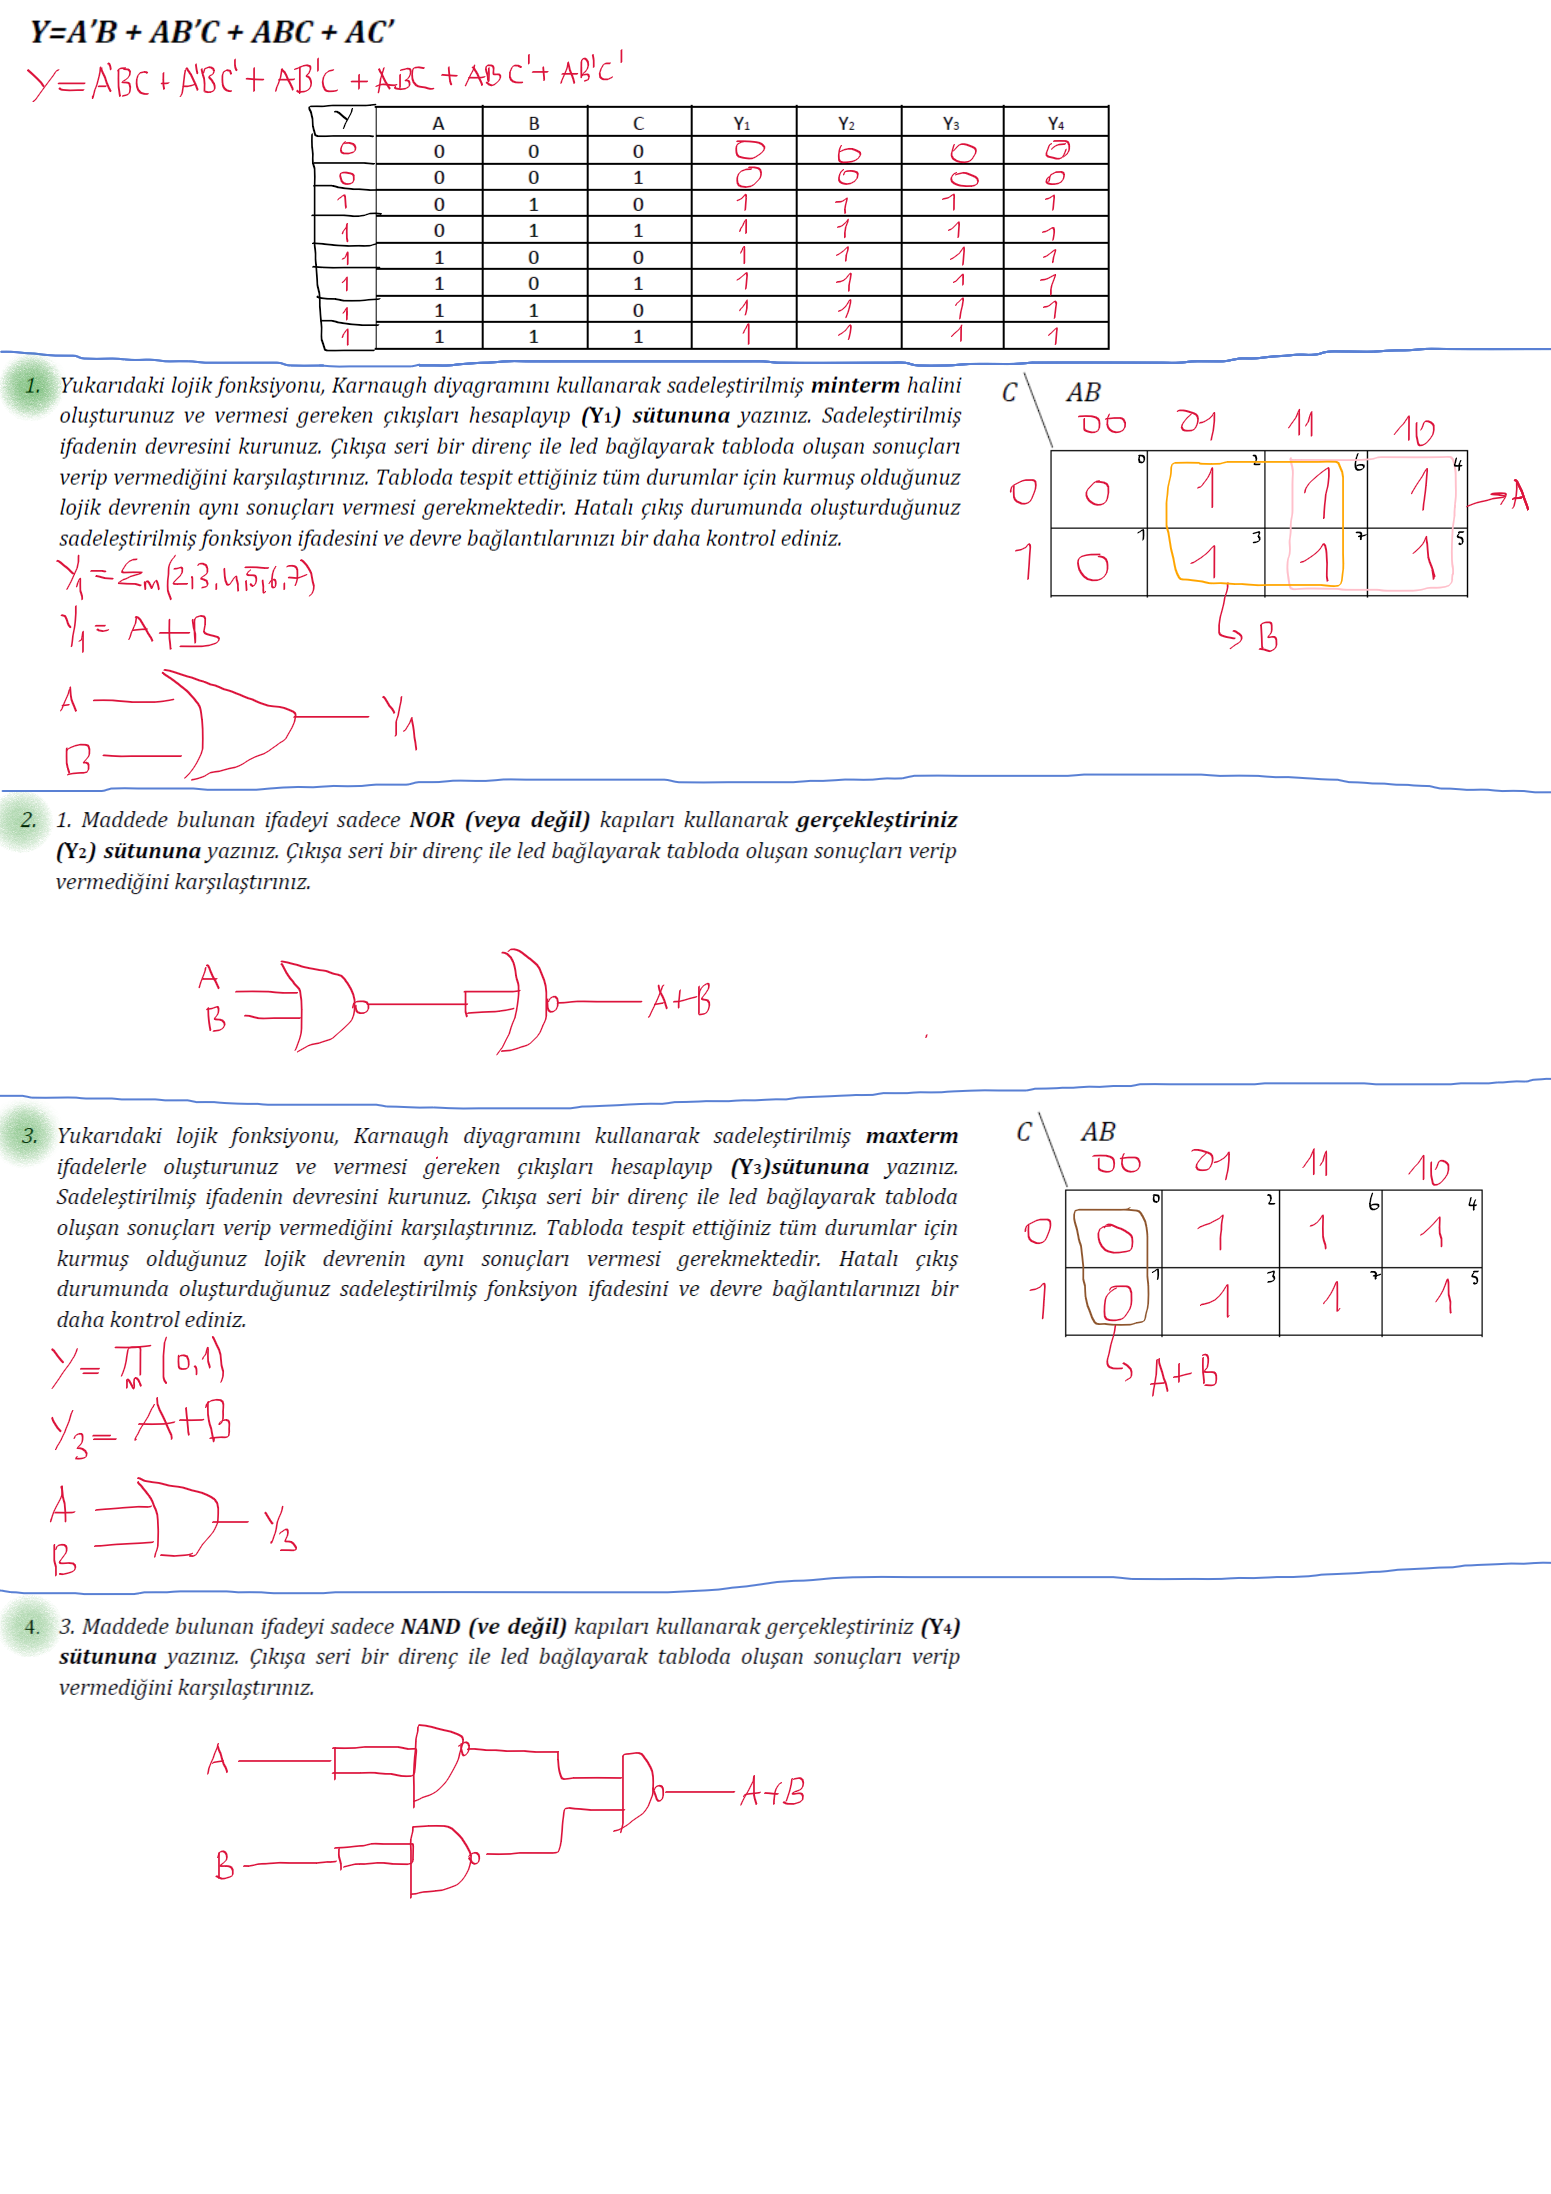 Y=A'B + AB'C + ABC + AC'
Y=A'BC + A'BC' + AB'C + ABC + ABC' + AB'C'
Y A B C Y1 Y2 Y3 Y4
0 0 0 0 0 0 0 0
0 0 0 1 0 0 0 0
1 0 1 0 1 1 1 1
1 0 1 1 1 1 1 1
1 1 0 0 1 1 1 1
1 1 0 1 1 1 1 1
1 1 1 0 1 1 1 1
1 1 1 1 1 1 1 1
1. Yukarıdaki lojik fonksiyonu, Karnaugh diyagramını kullanarak sadeleştirilmiş minterm halini
oluşturunuz ve vermesi gereken çıkışları hesaplayıp (Y1) sütununa yazınız. Sadeleştirilmiş
ifadenin devresini kurunuz. Çıkışa seri bir direnç ile led bağlayarak tabloda oluşan sonuçları
verip vermediğini karşılaştırınız. Tabloda tespit ettiğiniz tüm durumlar için kurmuş olduğunuz
lojik devrenin aynı sonuçları vermesi gerekmektedir. Hatalı çıkış durumunda oluşturduğunuz
sadeleştirilmiş fonksiyon ifadesini ve devre bağlantılarınızı bir daha kontrol ediniz.
C AB
00 01 11 10
0 2 6 4
0 0 1 1 1 A
1 3 7 5
1 0 1 1 1
B
Y1 = Σm(2,3,4,5,6,7)
Y1 = A+B
A
B
Y1
2. 1. Maddede bulunan ifadeyi sadece NOR (veya değil) kapıları kullanarak gerçekleştiriniz
(Y2) sütununa yazınız. Çıkışa seri bir direnç ile led bağlayarak tabloda oluşan sonuçları verip
vermediğini karşılaştırınız.
A
B
A+B
3. Yukarıdaki lojik fonksiyonu, Karnaugh diyagramını kullanarak sadeleştirilmiş maxterm
ifadelerle oluşturunuz ve vermesi gereken çıkışları hesaplayıp (Y3)sütununa yazınız.
Sadeleştirilmiş ifadenin devresini kurunuz. Çıkışa seri bir direnç ile led bağlayarak tabloda
oluşan sonuçları verip vermediğini karşılaştırınız. Tabloda tespit ettiğiniz tüm durumlar için
kurmuş olduğunuz lojik devrenin aynı sonuçları vermesi gerekmektedir. Hatalı çıkış
durumunda oluşturduğunuz sadeleştirilmiş fonksiyon ifadesini ve devre bağlantılarınızı bir
daha kontrol ediniz.
C AB
00 01 11 10
0 2 6 4
0 0 1 1 1
1 3 7 5
1 0 1 1 1
A+B
Y = πm(0,1)
Y3 = A+B
A
B
Y3
4. 3. Maddede bulunan ifadeyi sadece NAND (ve değil) kapıları kullanarak gerçekleştiriniz (Y4)
sütununa yazınız. Çıkışa seri bir direnç ile led bağlayarak tabloda oluşan sonuçları verip
vermediğini karşılaştırınız.
A
A+B
B